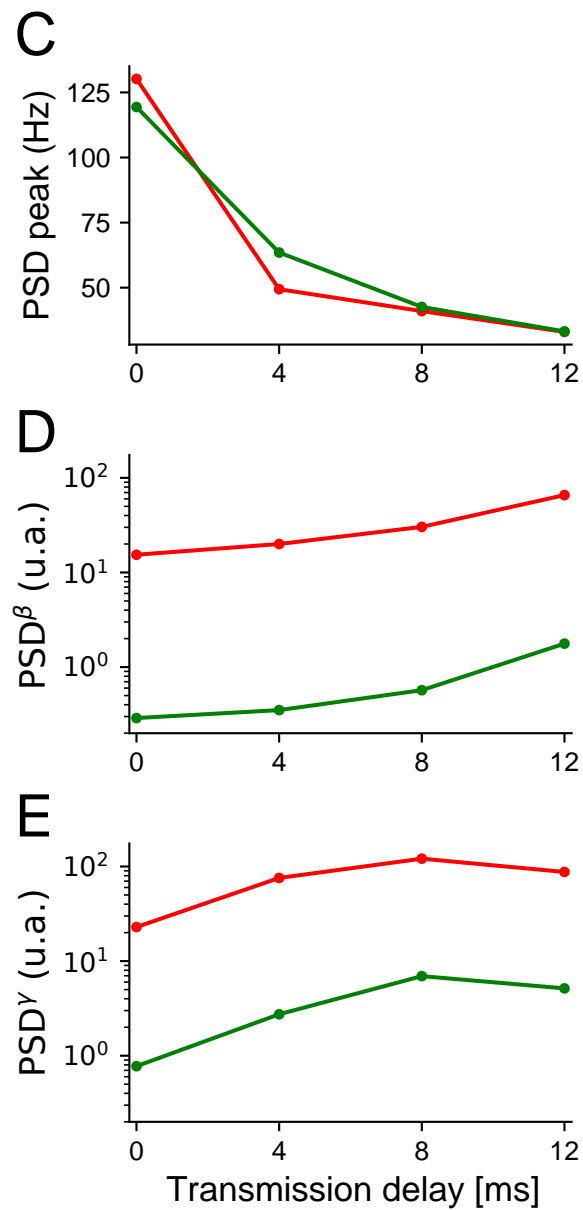 C
PSD peak (Hz)
125
100
75
50
0 4 8 12
D
PSD^β (u.a.)
10²
10¹
10⁰
0 4 8 12
E
PSD^γ (u.a.)
10²
10¹
10⁰
0 4 8 12
Transmission delay [ms]